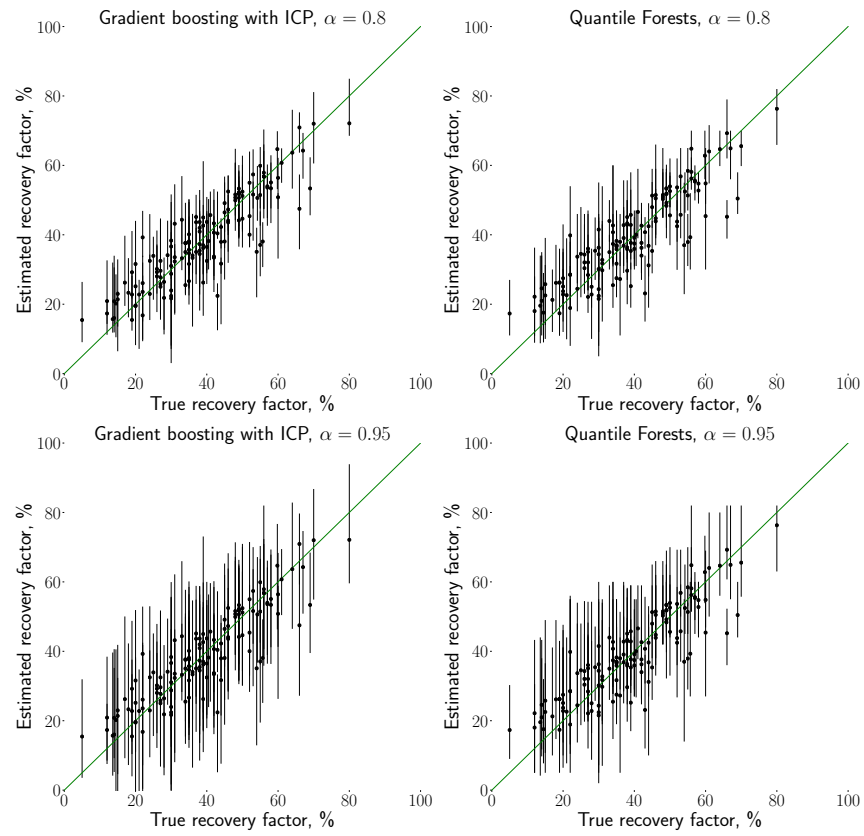 Gradient boosting with ICP, α = 0.8
100
80
60
40
20
0
Estimated recovery factor, %
0 20 40 60 80 100
True recovery factor, %
Quantile Forests, α = 0.8
100
80
60
40
20
0
Estimated recovery factor, %
0 20 40 60 80 100
True recovery factor, %
Gradient boosting with ICP, α = 0.95
100
80
60
40
20
0
Estimated recovery factor, %
0 20 40 60 80 100
True recovery factor, %
Quantile Forests, α = 0.95
100
80
60
40
20
0
Estimated recovery factor, %
0 20 40 60 80 100
True recovery factor, %